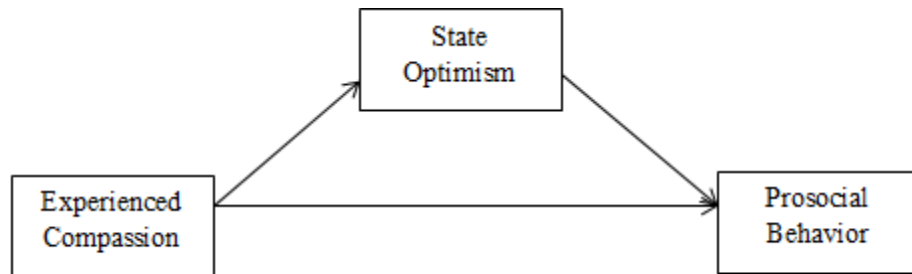 State
Optimism
Experienced
Compassion
Prosocial
Behavior